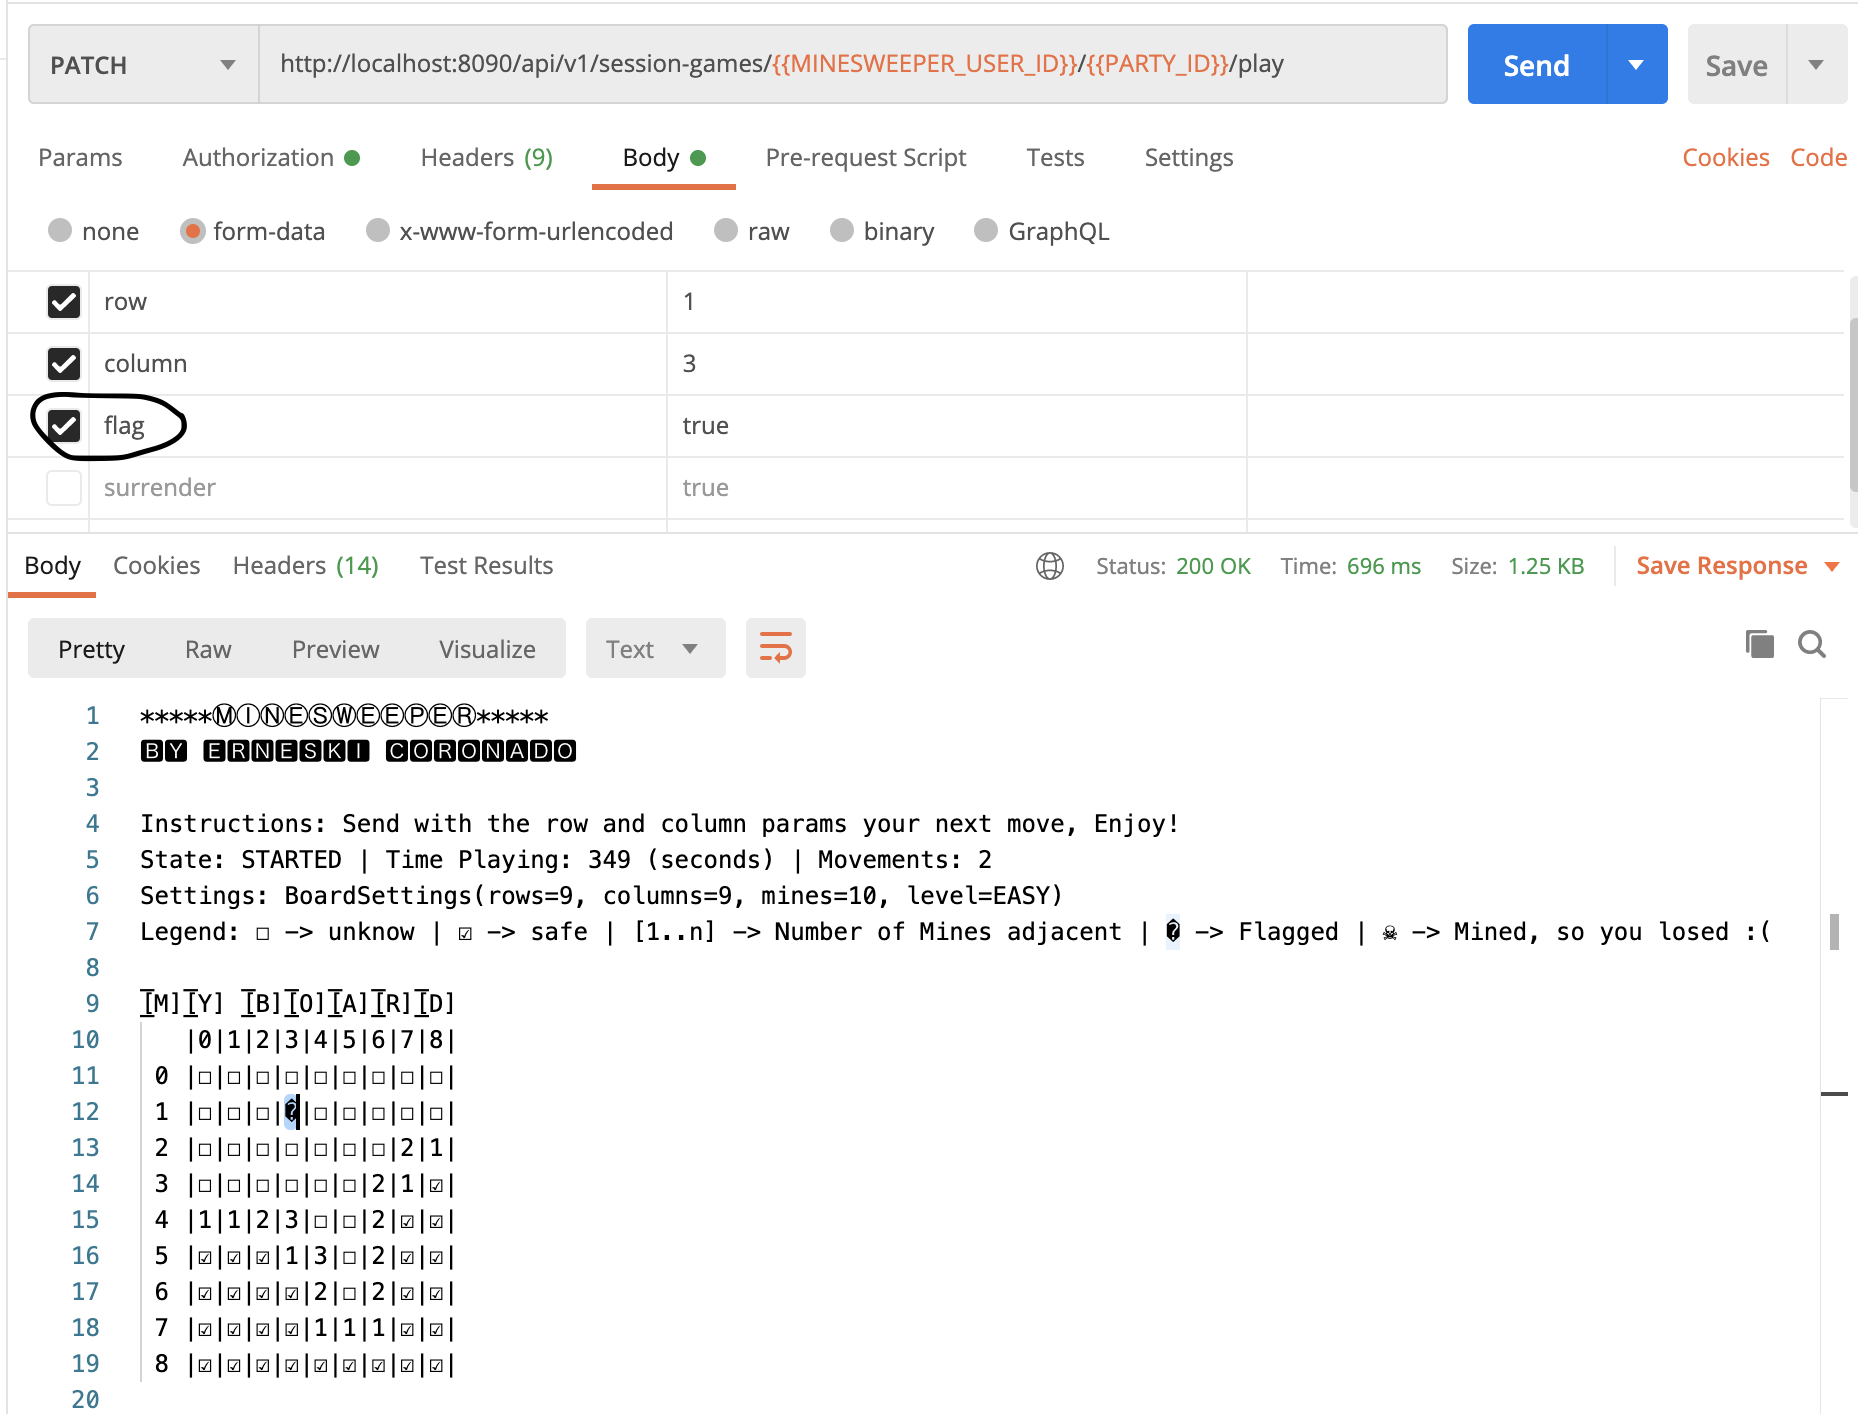 PATCH http://localhost:8090/api/v1/session-games/{{MINESWEEPER_USER_ID}}/{{PARTY_ID}}/play Send Save
Params Authorization Headers (9) Body Pre-request Script Tests Settings Cookies Code
none form-data x-www-form-urlencoded raw binary GraphQL
row 1
column 3
flag true
surrender true
Body Cookies Headers (14) Test Results Status: 200 OK Time: 696 ms Size: 1.25 KB Save Response
Pretty Raw Preview Visualize Text
1 *****ⓂⒾⓃⒺⓈⓌⒺⒺⓅⒺⓇ*****
2 🅱🆈 🅴🆁🅽🅴🆂🅺🅸 🅲🅾🆁🅾🅽🅰🅳🅾
3
4 Instructions: Send with the row and column params your next move, Enjoy!
5 State: STARTED | Time Playing: 349 (seconds) | Movements: 2
6 Settings: BoardSettings(rows=9, columns=9, mines=10, level=EASY)
7 Legend: □ -> unknow | ☑ -> safe | [1..n] -> Number of Mines adjacent | � -> Flagged | ☠ -> Mined, so you losed :(
8
9 [M][Y] [B][O][A][R][D]
10 |0|1|2|3|4|5|6|7|8|
11 0 |□|□|□|□|□|□|□|□|□|
12 1 |□|□|□|�|□|□|□|□|□|
13 2 |□|□|□|□|□|□|□|2|1|
14 3 |□|□|□|□|□|□|2|1|☑|
15 4 |1|1|2|3|□|□|2|☑|☑|
16 5 |☑|☑|☑|1|3|□|2|☑|☑|
17 6 |☑|☑|☑|☑|2|□|2|☑|☑|
18 7 |☑|☑|☑|☑|1|1|1|☑|☑|
19 8 |☑|☑|☑|☑|☑|☑|☑|☑|☑|
20